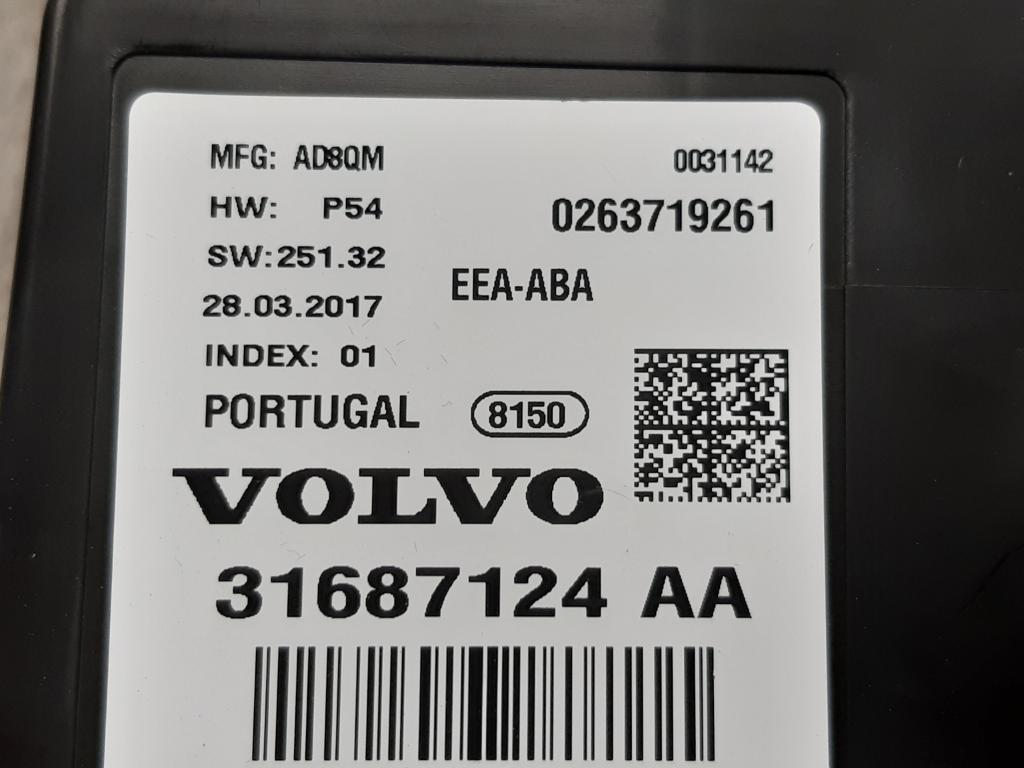 MFG: AD8QM 0031142
HW: P54 0263719261
SW:251.32
EEA-ABA
28.03.2017
INDEX: 01
PORTUGAL 8150
VOLVO
31687124 AA